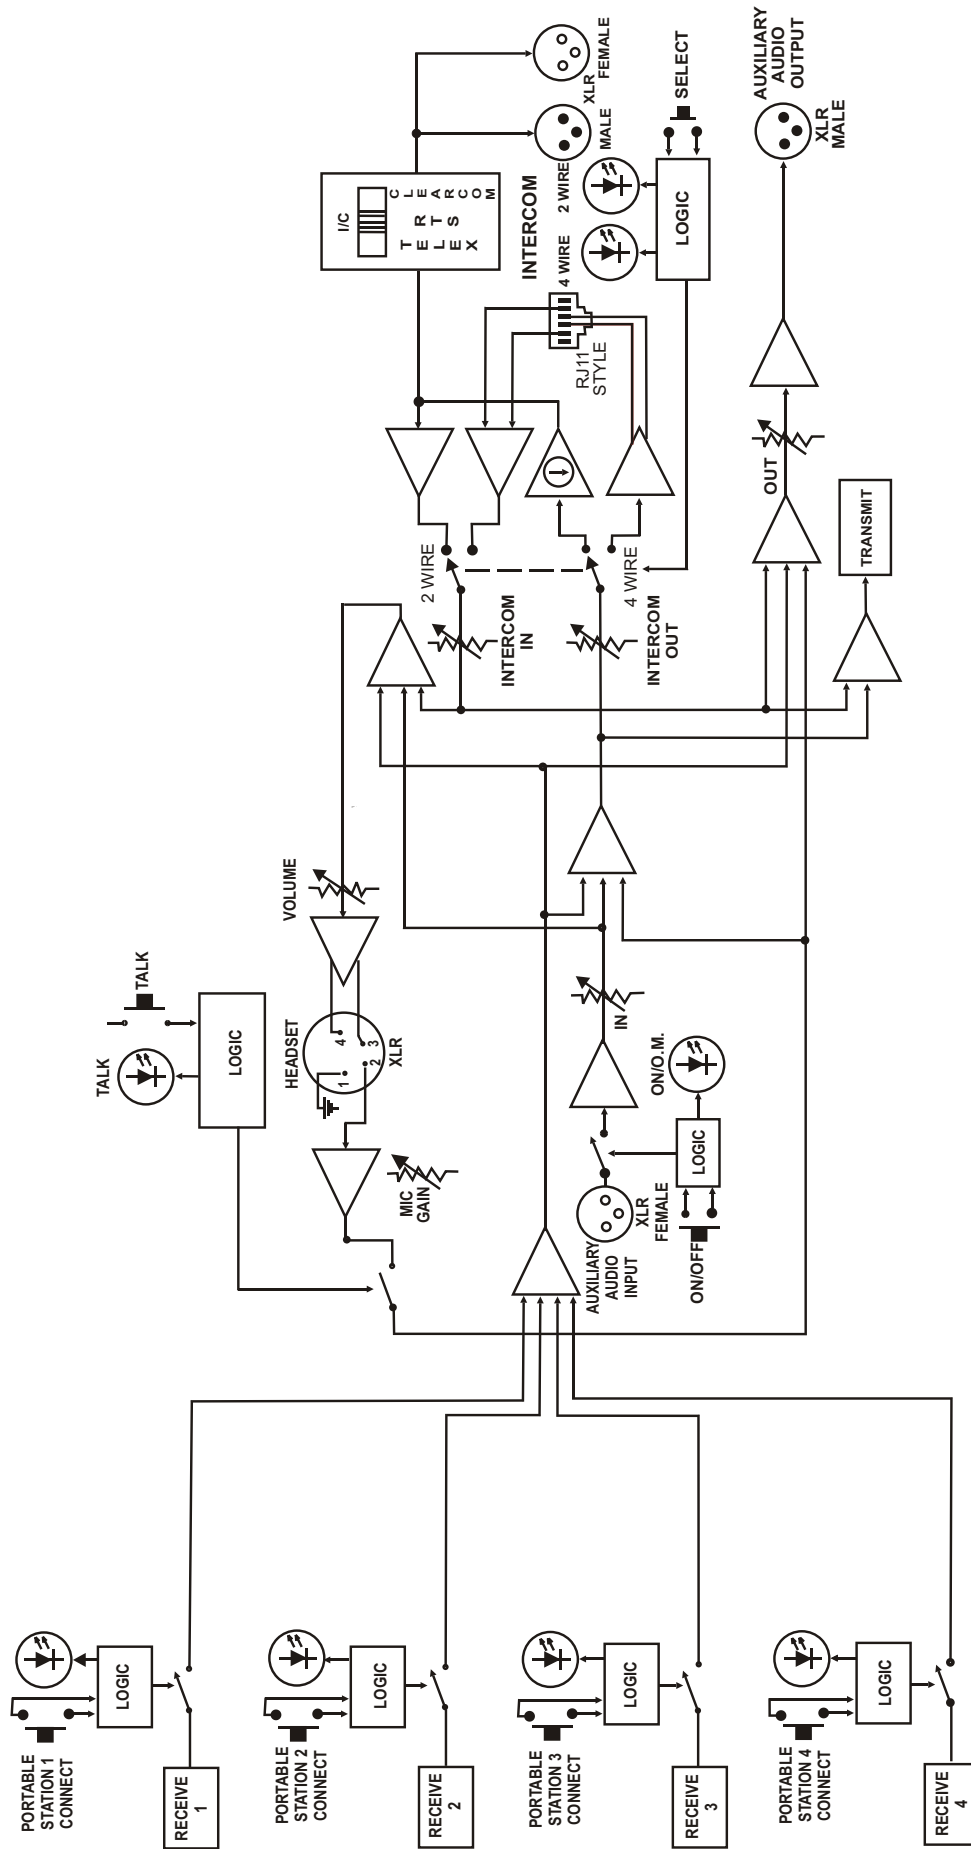 PORTABLE
STATION 1
CONNECT
LOGIC
RECEIVE
1
PORTABLE
STATION 2
CONNECT
LOGIC
RECEIVE
2
PORTABLE
STATION 3
CONNECT
LOGIC
RECEIVE
3
PORTABLE
STATION 4
CONNECT
LOGIC
RECEIVE
4
TALK
TALK
LOGIC
HEADSET
1
2
3
4
XLR
MIC
GAIN
VOLUME
AUXILIARY
AUDIO
INPUT
XLR
FEMALE
ON/OFF
LOGIC
ON/O.M.
IN
INTERCOM
IN
2 WIRE
INTERCOM
OUT
4 WIRE
I/C
CLEARCOM
RTS
TELEX
INTERCOM
RJ11
STYLE
4 WIRE
2 WIRE
MALE
XLR
FEMALE
LOGIC
SELECT
TRANSMIT
OUT
XLR
MALE
AUXILIARY
AUDIO
OUTPUT